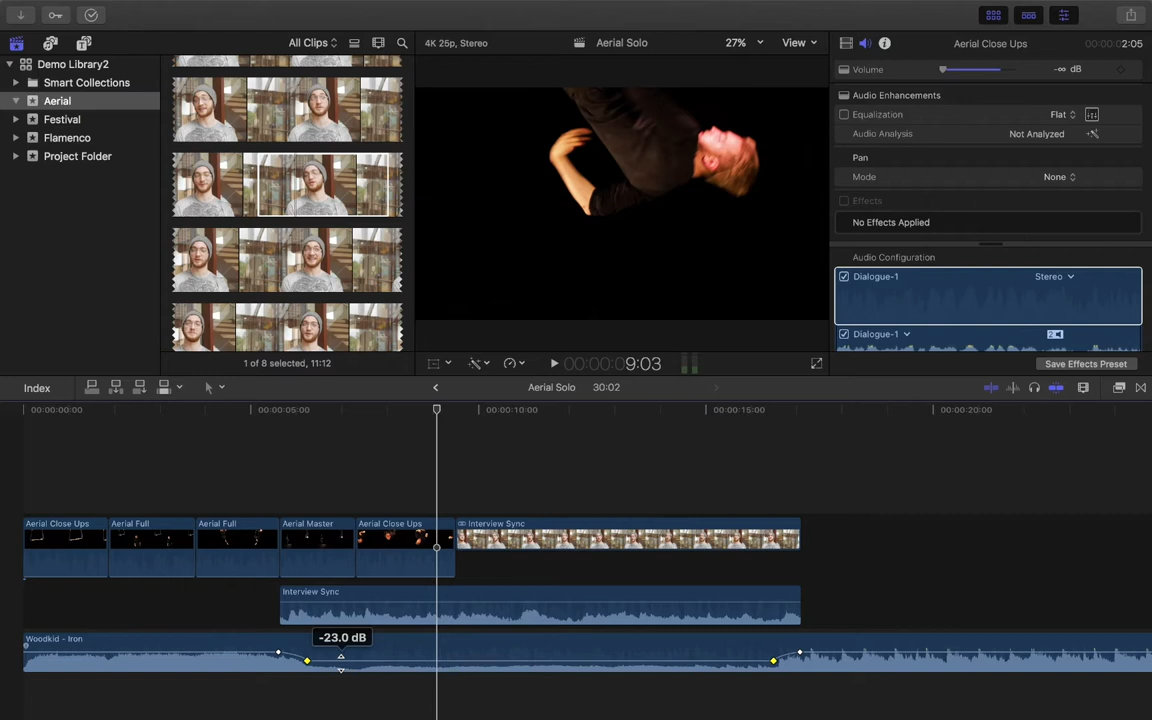 All Clips
4K 25p, Stereo
Aerial Solo
27%
View
Aerial Close Ups
00:00:02:05
Demo Library2
Smart Collections
Aerial
Festival
Flamenco
Project Folder
1 of 8 selected, 11:12
00:00:00:09:03
Volume
-∞ dB
Audio Enhancements
Equalization
Flat
Audio Analysis
Not Analyzed
Pan
Mode
None
Effects
No Effects Applied
Audio Configuration
Dialogue-1
Stereo
Dialogue-1
2
Save Effects Preset
Index
Aerial Solo
30:02
00:00:00:00
00:00:05:00
00:00:10:00
00:00:15:00
00:00:20:00
Aerial Close Ups
Aerial Full
Aerial Full
Aerial Master
Aerial Close Ups
Interview Sync
Interview Sync
Woodkid - Iron
-23.0 dB